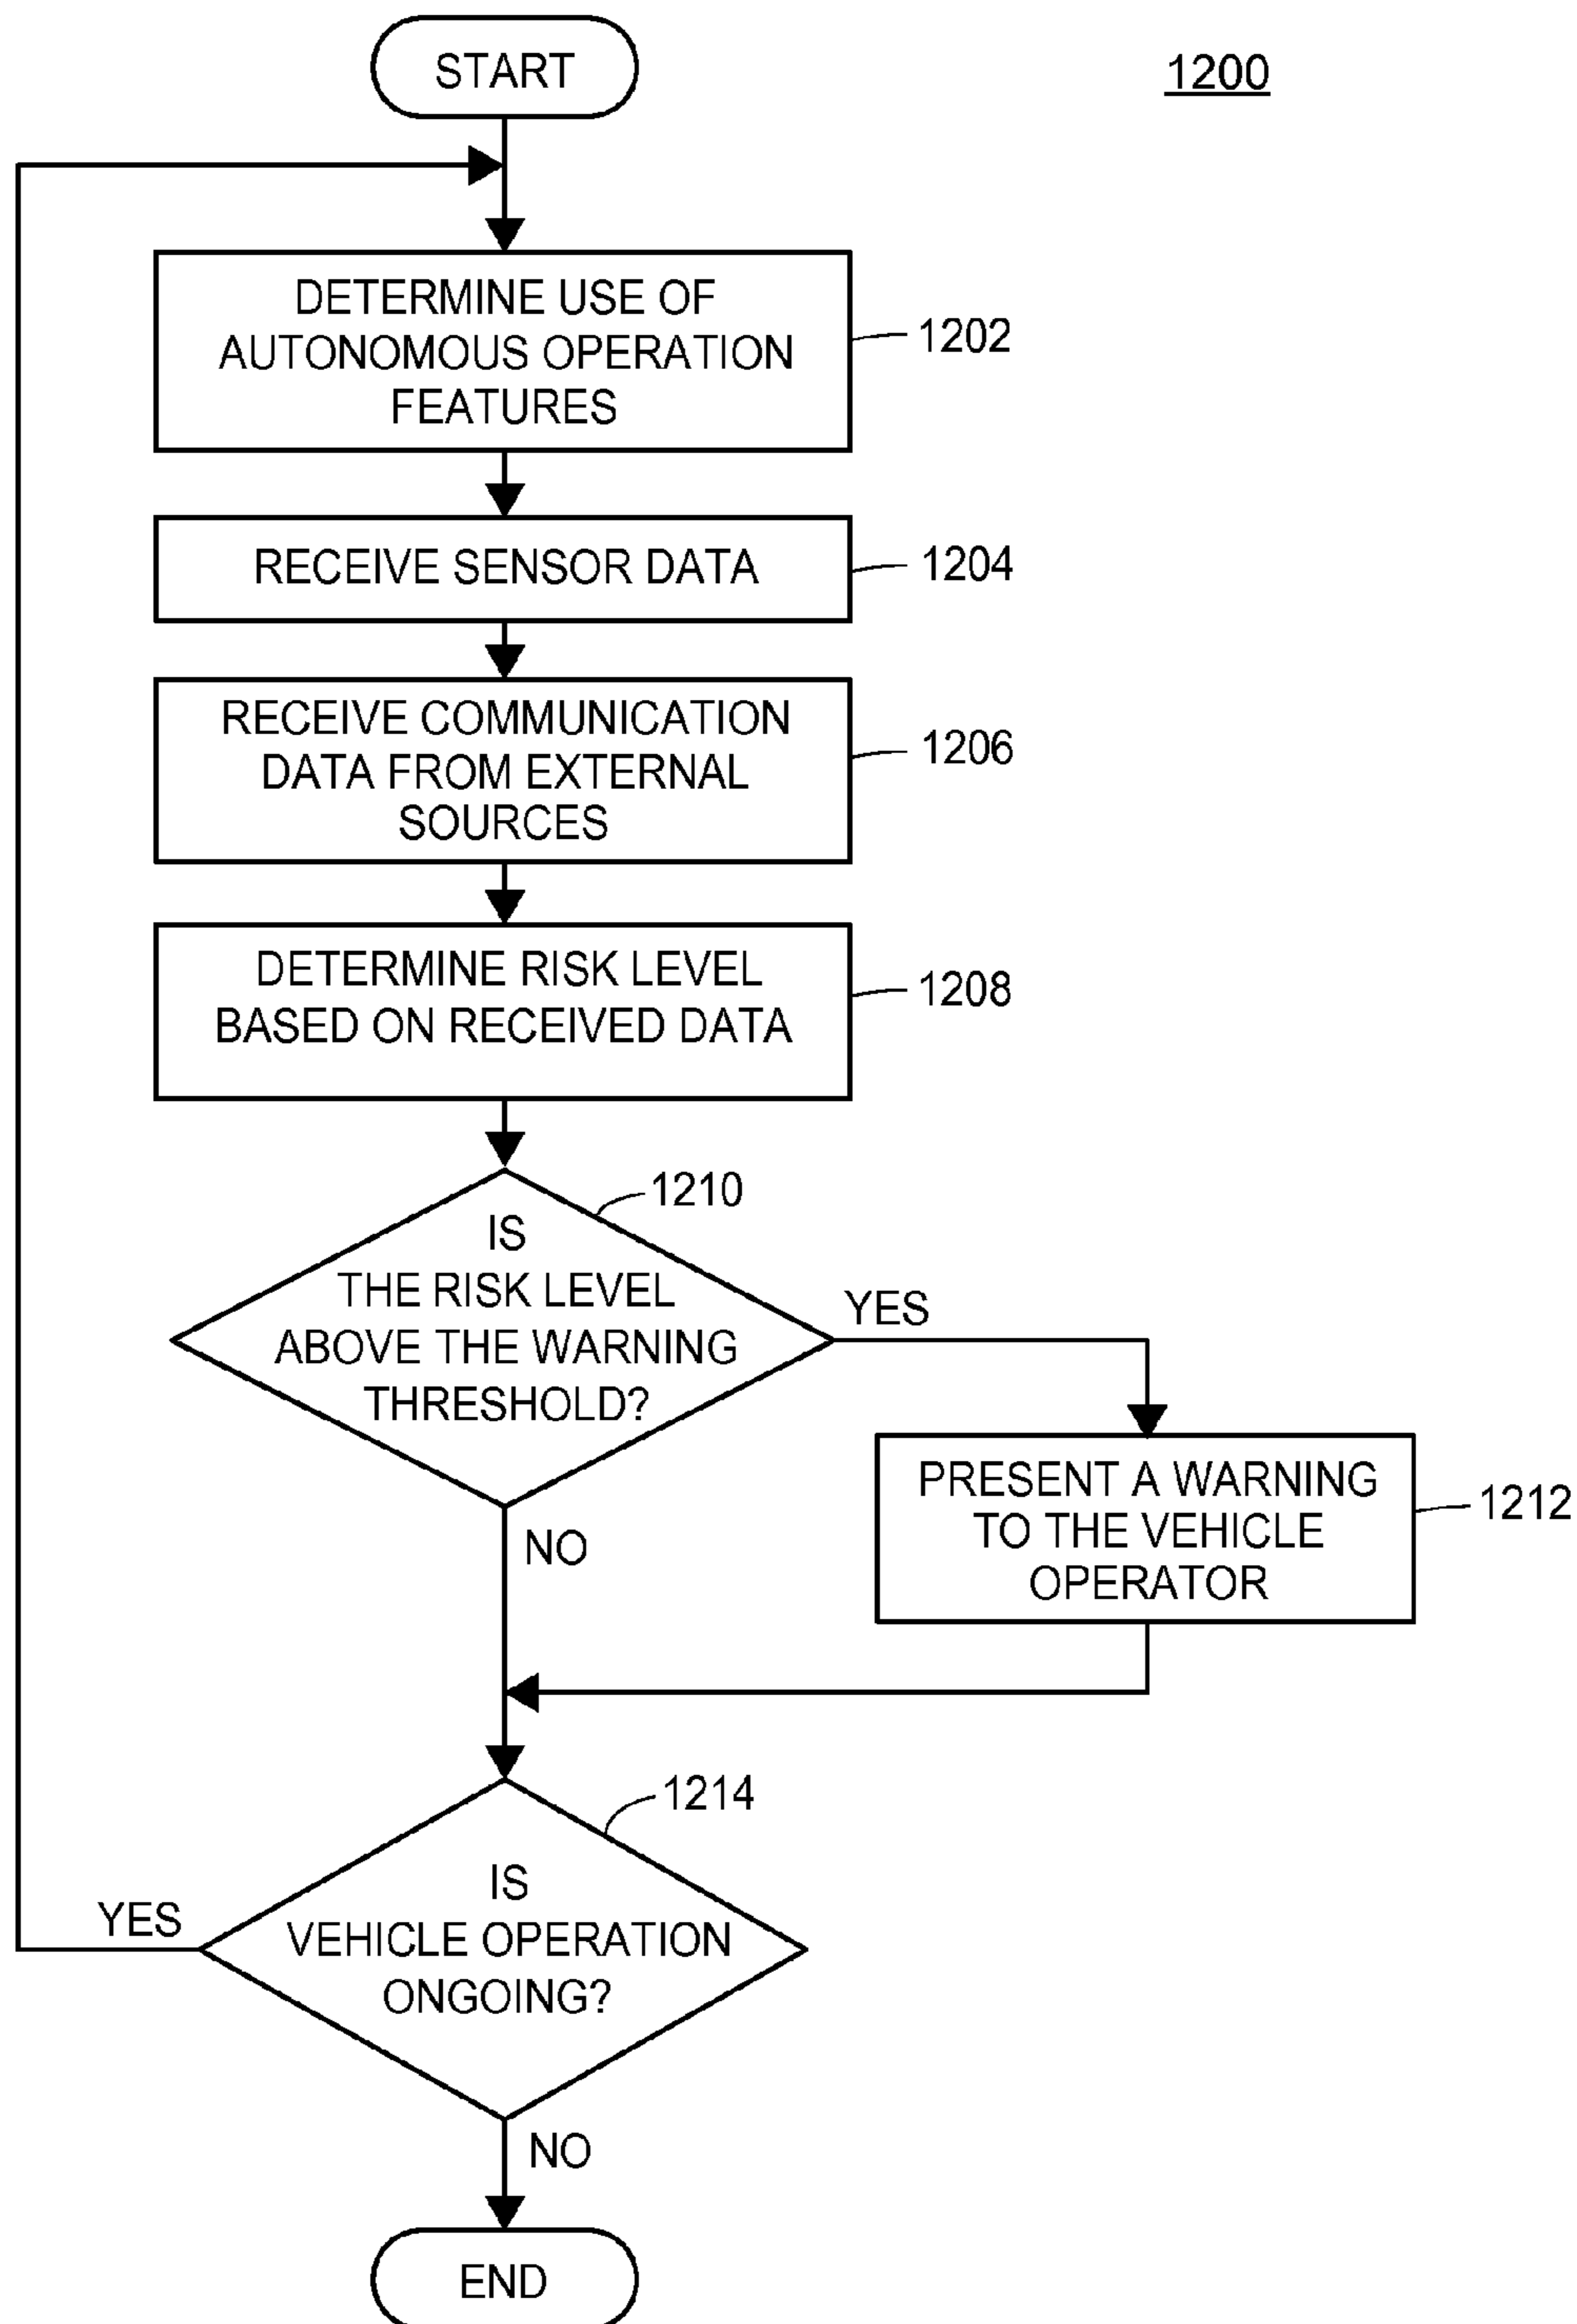 START
1200
DETERMINE USE OF
AUTONOMOUS OPERATION
FEATURES
1202
RECEIVE SENSOR DATA
1204
RECEIVE COMMUNICATION
DATA FROM EXTERNAL
SOURCES
1206
DETERMINE RISK LEVEL
BASED ON RECEIVED DATA
1208
1210
IS
THE RISK LEVEL
ABOVE THE WARNING
THRESHOLD?
YES
NO
PRESENT A WARNING
TO THE VEHICLE
OPERATOR
1212
1214
IS
VEHICLE OPERATION
ONGOING?
YES
NO
END